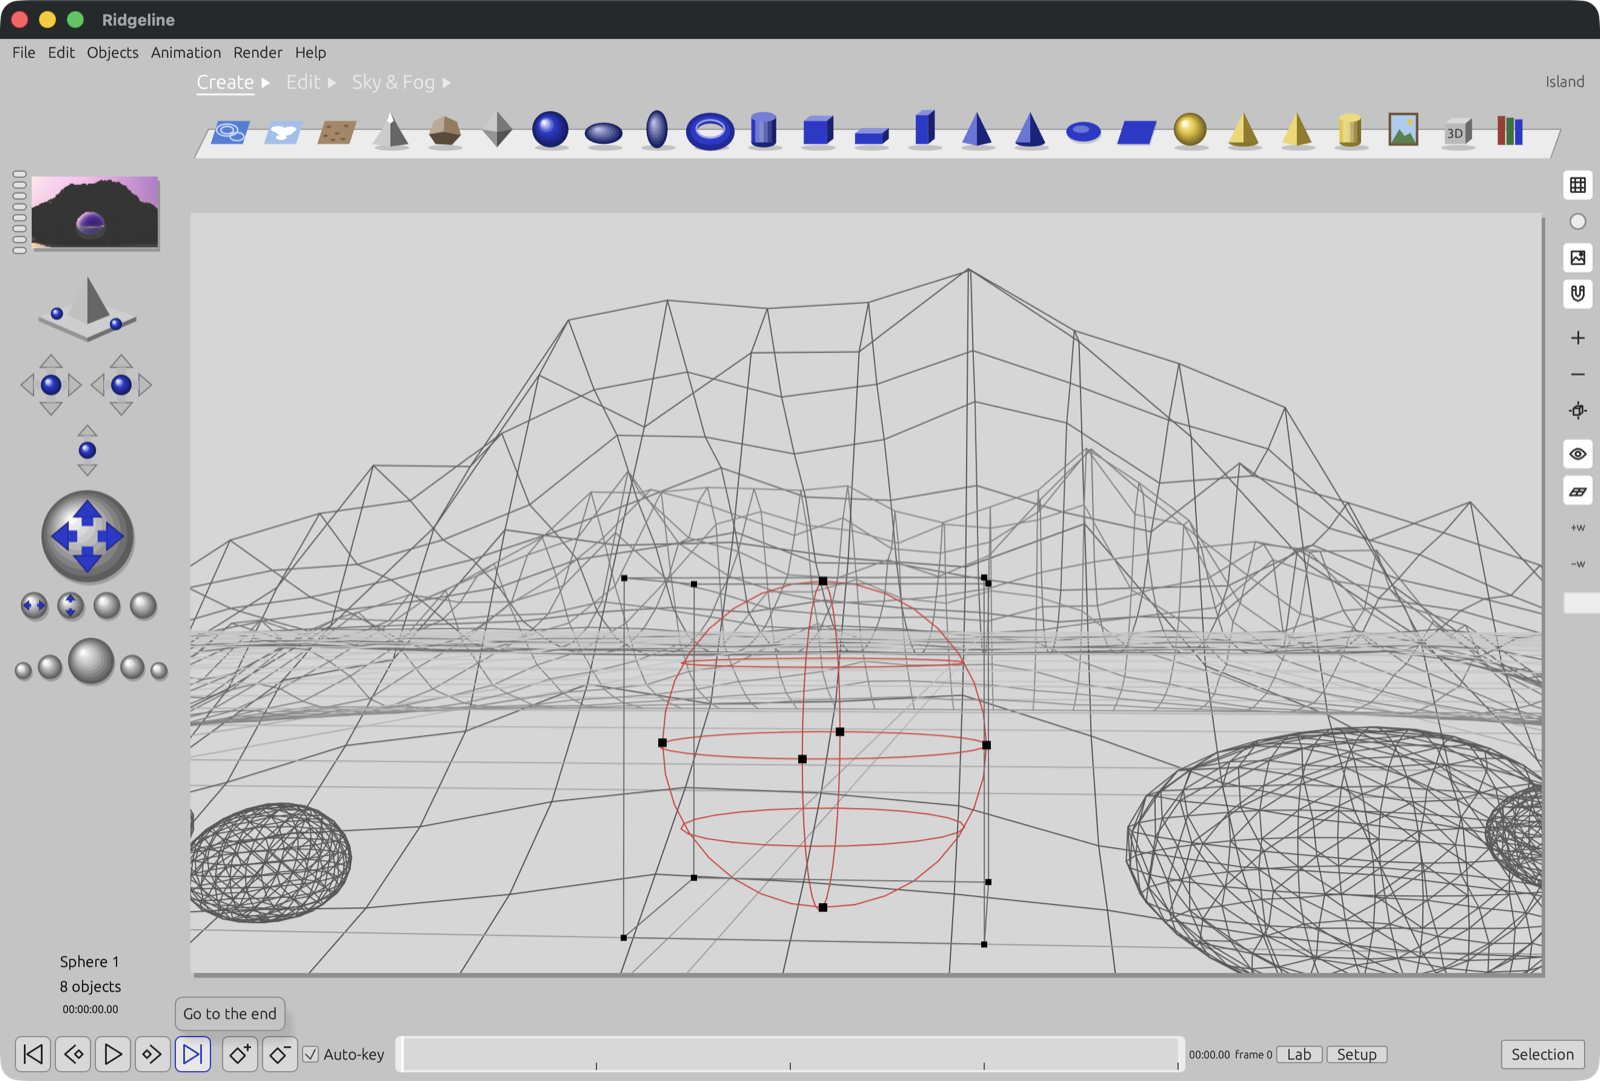 Ridgeline
File Edit Objects Animation Render Help
Create Edit Sky & Fog
Island
3D
+w
-w
Sphere 1
8 objects
00:00:00.00
Go to the end
Auto-key
00:00.00 frame 0 Lab Setup
Selection